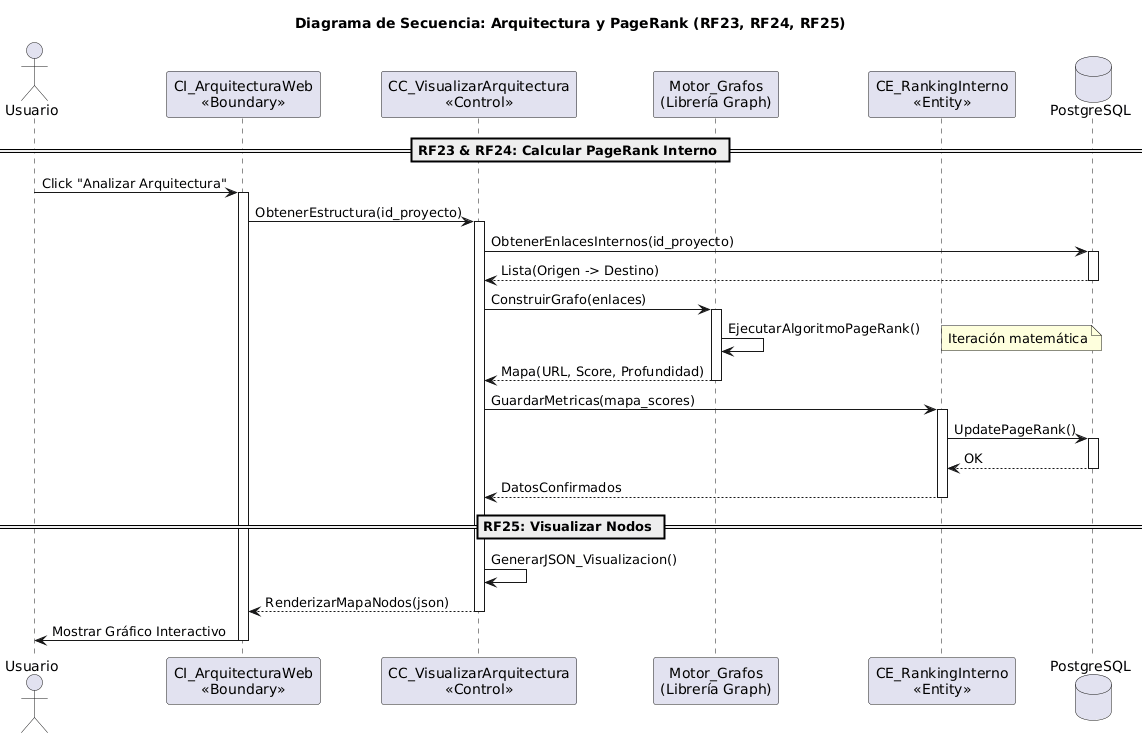 Diagrama de Secuencia: Arquitectura y PageRank (RF23, RF24, RF25)
Usuario
CI_ArquitecturaWeb
«Boundary»
CC_VisualizarArquitectura
«Control»
Motor_Grafos
(Librería Graph)
CE_RankingInterno
«Entity»
PostgreSQL
RF23 & RF24: Calcular PageRank Interno
Click "Analizar Arquitectura"
ObtenerEstructura(id_proyecto)
ObtenerEnlacesInternos(id_proyecto)
Lista(Origen -> Destino)
ConstruirGrafo(enlaces)
EjecutarAlgoritmoPageRank()
Iteración matemática
Mapa(URL, Score, Profundidad)
GuardarMetricas(mapa_scores)
UpdatePageRank()
OK
DatosConfirmados
RF25: Visualizar Nodos
GenerarJSON_Visualizacion()
RenderizarMapaNodos(json)
Mostrar Gráfico Interactivo
Usuario
CI_ArquitecturaWeb
«Boundary»
CC_VisualizarArquitectura
«Control»
Motor_Grafos
(Librería Graph)
CE_RankingInterno
«Entity»
PostgreSQL